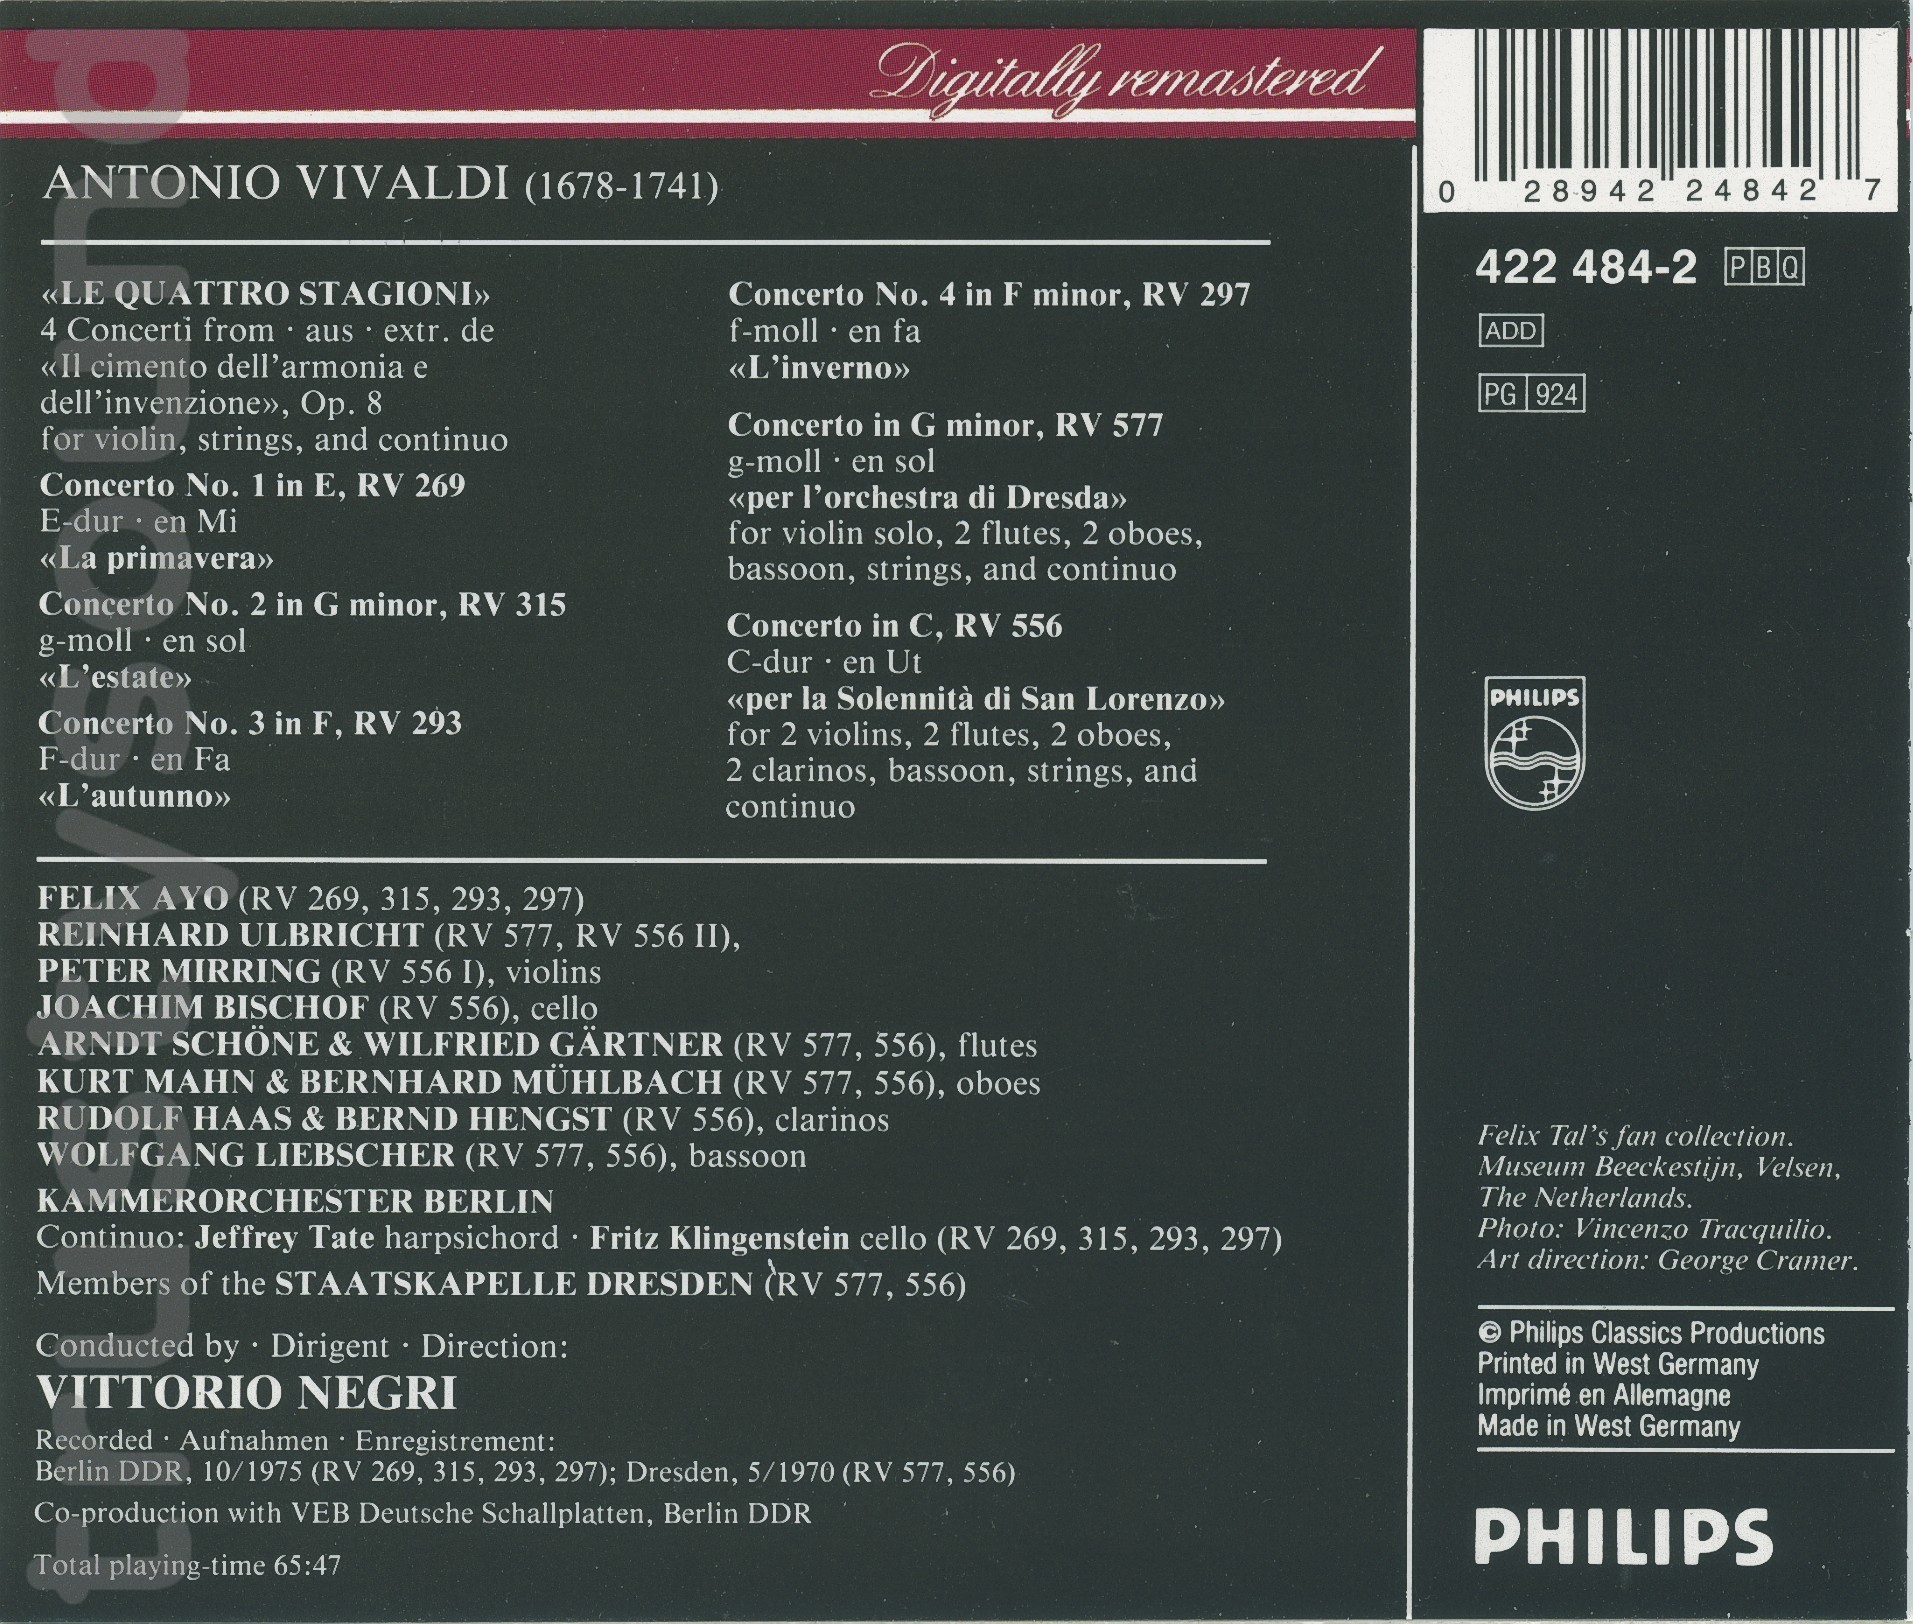 Digitally remastered
ANTONIO VIVALDI (1678-1741)
«LE QUATTRO STAGIONI»
4 Concerti from · aus · extr. de
«Il cimento dell'armonia e
dell'invenzione», Op. 8
for violin, strings, and continuo
Concerto No. 1 in E, RV 269
E-dur · en Mi
«La primavera»
Concerto No. 2 in G minor, RV 315
g-moll · en sol
«L'estate»
Concerto No. 3 in F, RV 293
F-dur · en Fa
«L'autunno»
Concerto No. 4 in F minor, RV 297
f-moll · en fa
«L'inverno»
Concerto in G minor, RV 577
g-moll · en sol
«per l'orchestra di Dresda»
for violin solo, 2 flutes, 2 oboes,
bassoon, strings, and continuo
Concerto in C, RV 556
C-dur · en Ut
«per la Solennità di San Lorenzo»
for 2 violins, 2 flutes, 2 oboes,
2 clarinos, bassoon, strings, and
continuo
FELIX AYO (RV 269, 315, 293, 297)
REINHARD ULBRICHT (RV 577, RV 556 II),
PETER MIRRING (RV 556 I), violins
JOACHIM BISCHOF (RV 556), cello
ARNDT SCHÖNE & WILFRIED GÄRTNER (RV 577, 556), flutes
KURT MAHN & BERNHARD MÜHLBACH (RV 577, 556), oboes
RUDOLF HAAS & BERND HENGST (RV 556), clarinos
WOLFGANG LIEBSCHER (RV 577, 556), bassoon
KAMMERORCHESTER BERLIN
Continuo: Jeffrey Tate harpsichord · Fritz Klingenstein cello (RV 269, 315, 293, 297)
Members of the STAATSKAPELLE DRESDEN (RV 577, 556)
Conducted by · Dirigent · Direction:
VITTORIO NEGRI
Recorded · Aufnahmen · Enregistrement:
Berlin DDR, 10/1975 (RV 269, 315, 293, 297); Dresden, 5/1970 (RV 577, 556)
Co-production with VEB Deutsche Schallplatten, Berlin DDR
Total playing-time 65:47
0 28942 24842 7
422 484-2 PBQ
ADD
PG 924
PHILIPS
Felix Tal's fan collection.
Museum Beeckestijn, Velsen,
The Netherlands.
Photo: Vincenzo Tracquilio.
Art direction: George Cramer.
© Philips Classics Productions
Printed in West Germany
Imprimé en Allemagne
Made in West Germany
PHILIPS